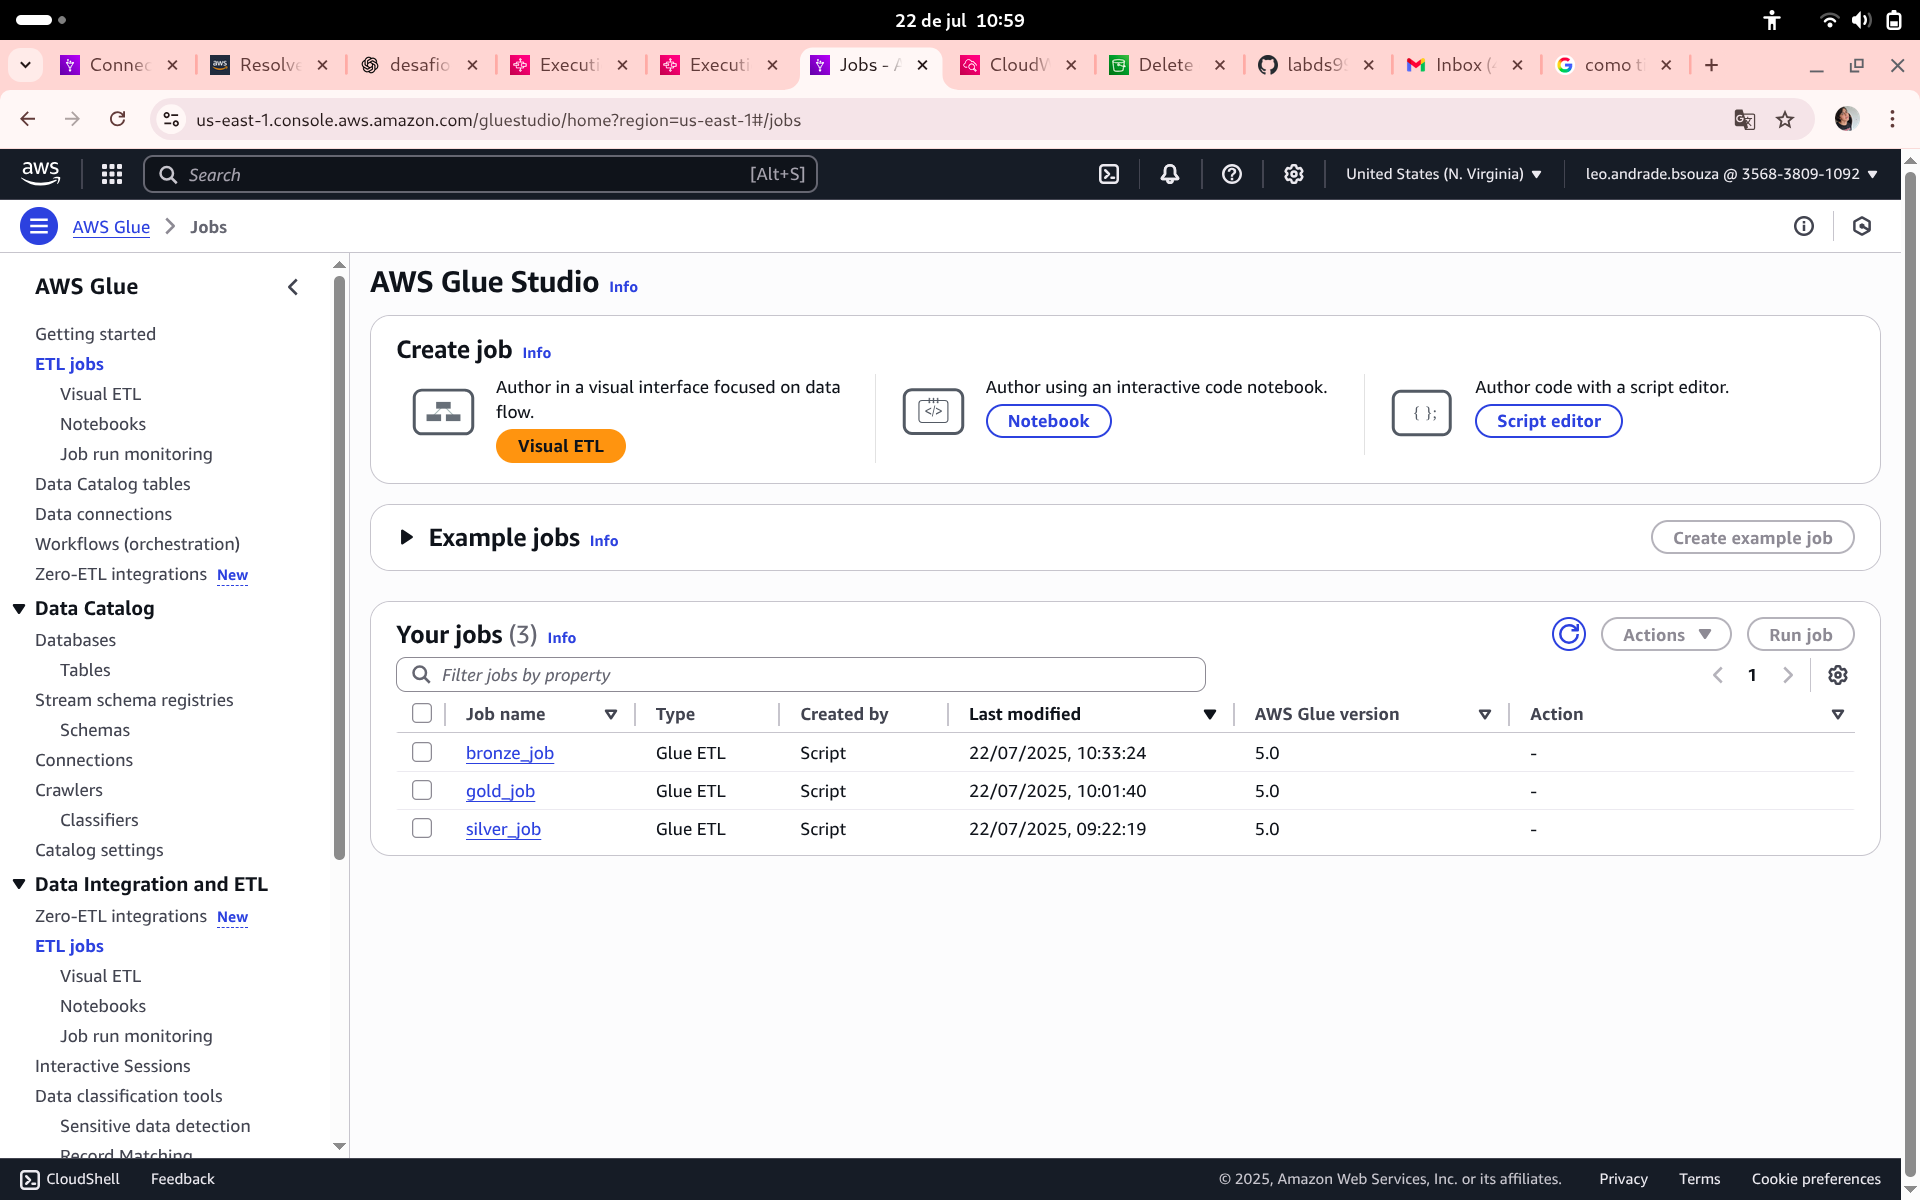 22 de jul 10:59
Connec
Resolve
desafio
Executi
Executi
Jobs - A
CloudW
Delete
labds9
Inbox (
como ti
us-east-1.console.aws.amazon.com/gluestudio/home?region=us-east-1#/jobs
aws
Search
[Alt+S]
United States (N. Virginia)
leo.andrade.bsouza @ 3568-3809-1092
AWS Glue
Jobs
AWS Glue
Getting started
ETL jobs
Visual ETL
Notebooks
Job run monitoring
Data Catalog tables
Data connections
Workflows (orchestration)
Zero-ETL integrations New
Data Catalog
Databases
Tables
Stream schema registries
Schemas
Connections
Crawlers
Classifiers
Catalog settings
Data Integration and ETL
Zero-ETL integrations New
ETL jobs
Visual ETL
Notebooks
Job run monitoring
Interactive Sessions
Data classification tools
Sensitive data detection
Record Matching
AWS Glue Studio Info
Create job Info
Author in a visual interface focused on data
flow.
Visual ETL
Author using an interactive code notebook.
Notebook
Author code with a script editor.
Script editor
Example jobs Info
Create example job
Your jobs (3) Info
Actions
Run job
Filter jobs by property
1
Job name Type Created by Last modified AWS Glue version Action
bronze_job Glue ETL Script 22/07/2025, 10:33:24 5.0 -
gold_job Glue ETL Script 22/07/2025, 10:01:40 5.0 -
silver_job Glue ETL Script 22/07/2025, 09:22:19 5.0 -
CloudShell Feedback © 2025, Amazon Web Services, Inc. or its affiliates. Privacy Terms Cookie preferences